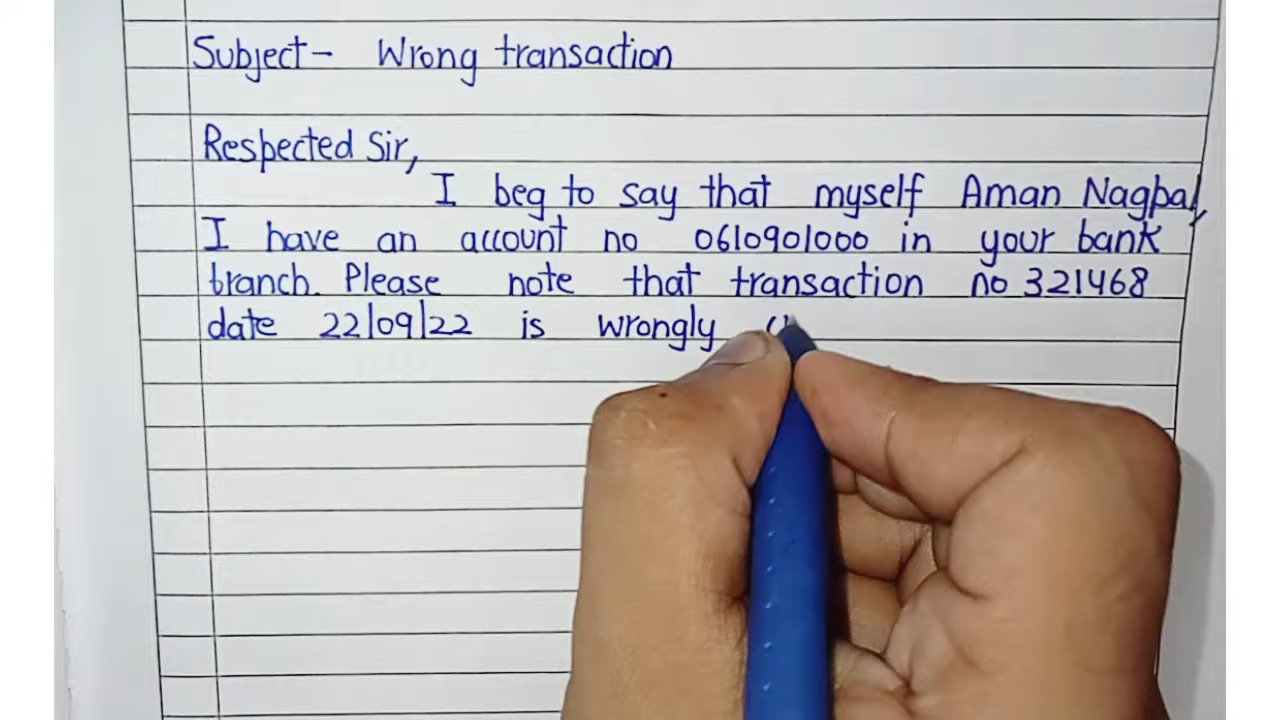 Subject- Wrong transaction
Respected Sir,
I beg to say that myself Aman Nagpal,
I have an account no 0610901000 in your bank
branch. Please note that transaction no 321468
date 22/09/22 is wrongly